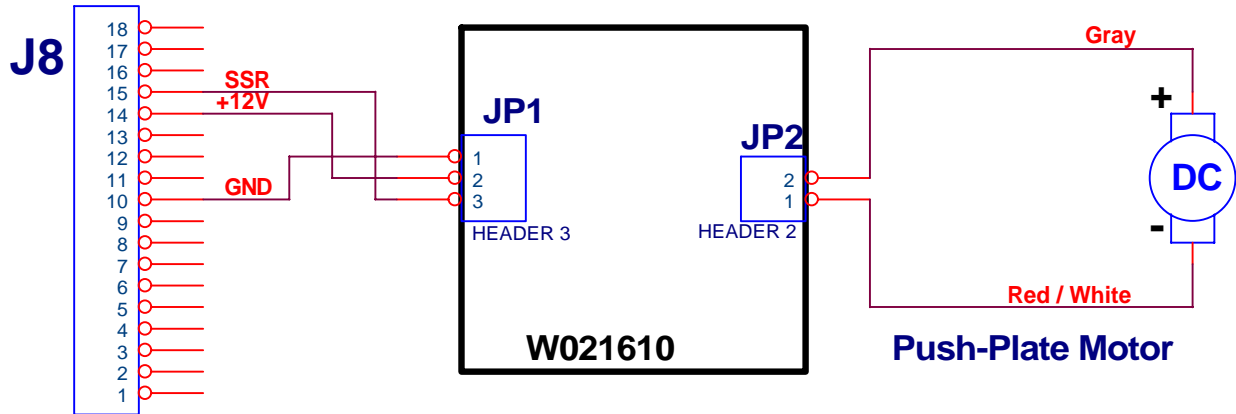 J8
18
17
16
15
14
13
12
11
10
9
8
7
6
5
4
3
2
1
SSR
+12V
GND
JP1
1
2
3
HEADER 3
JP2
2
1
HEADER 2
W021610
Gray
+
DC
-
Red / White
Push-Plate Motor